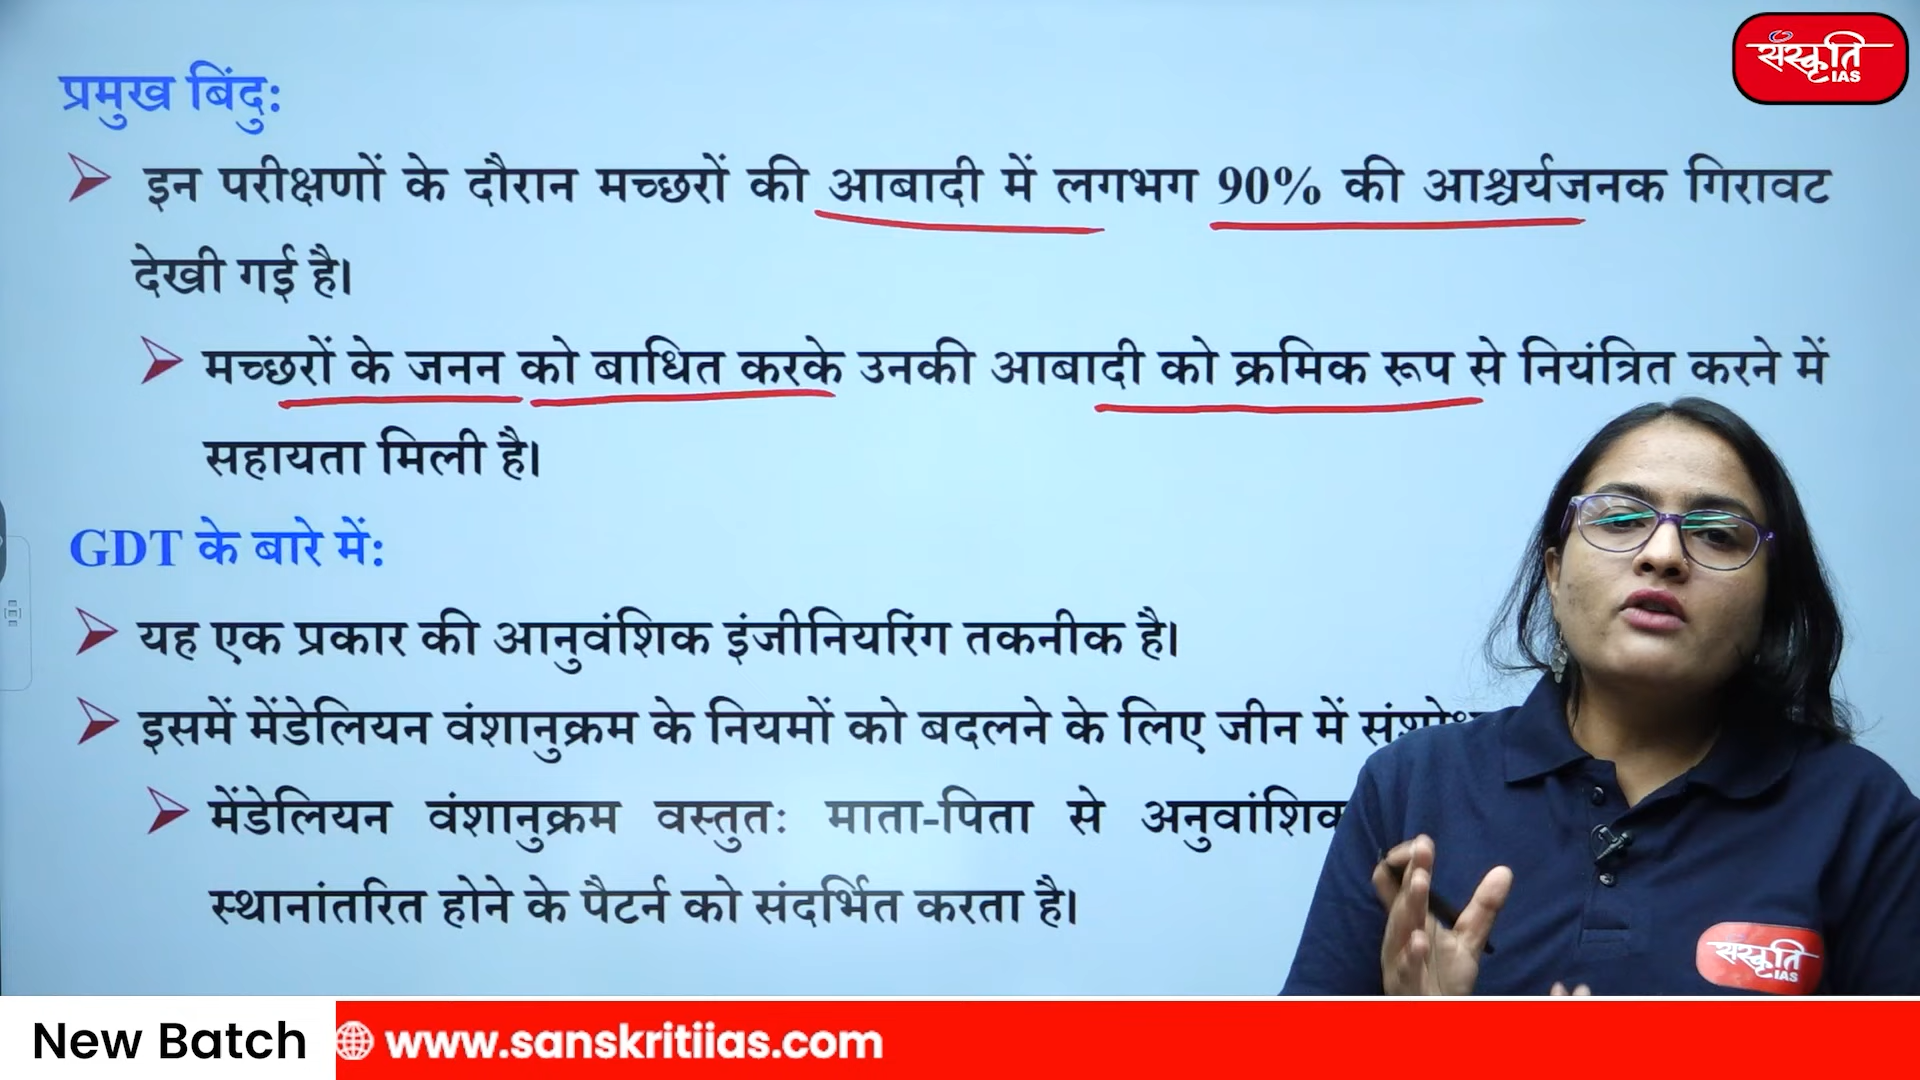 संस्कृति
IAS
प्रमुख बिंदु:
इन परीक्षणों के दौरान मच्छरों की आबादी में लगभग 90% की आश्चर्यजनक गिरावट
देखी गई है।
मच्छरों के जनन को बाधित करके उनकी आबादी को क्रमिक रूप से नियंत्रित करने में
सहायता मिली है।
GDT के बारे में:
यह एक प्रकार की आनुवंशिक इंजीनियरिंग तकनीक है।
इसमें मेंडेलियन वंशानुक्रम के नियमों को बदलने के लिए जीन में
मेंडेलियन वंशानुक्रम वस्तुतः माता-पिता से
स्थानांतरित होने के पैटर्न को संदर्भित करता है।
संस्कृति
IAS
New Batch www.sanskritiias.com